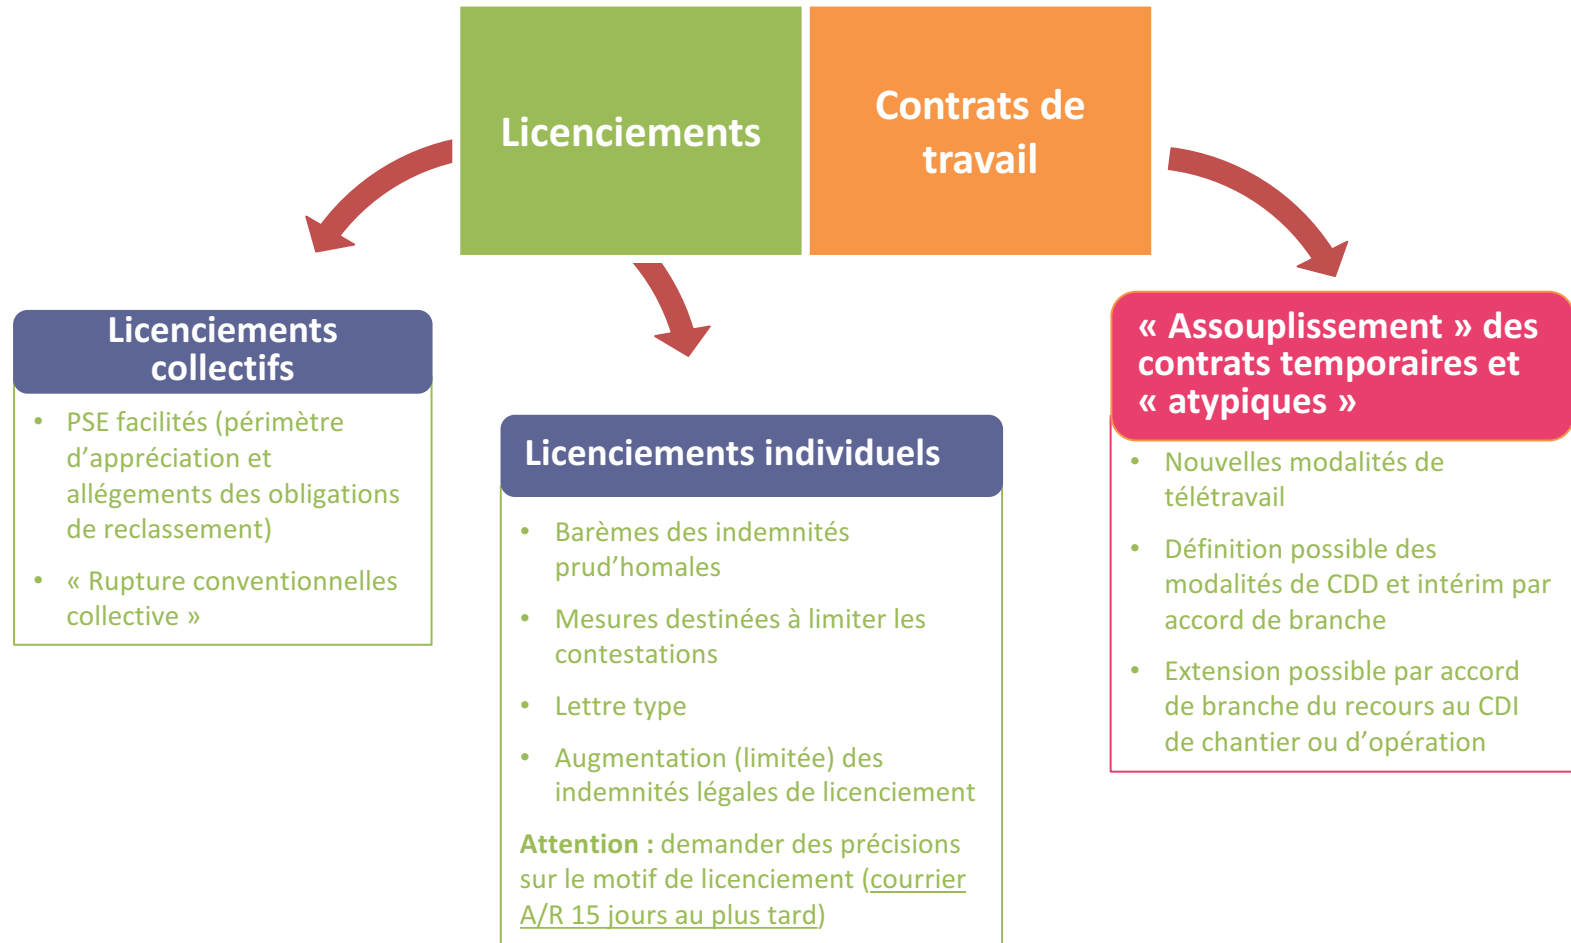 Licenciements
Contrats de
travail
Licenciements
collectifs
• PSE facilités (périmètre
d’appréciation et
allégements des obligations
de reclassement)
• « Rupture conventionnelles
collective »
Licenciements individuels
• Barèmes des indemnités
prud’homales
• Mesures destinées à limiter les
contestations
• Lettre type
• Augmentation (limitée) des
indemnités légales de licenciement
Attention : demander des précisions
sur le motif de licenciement (courrier
A/R 15 jours au plus tard)
« Assouplissement » des
contrats temporaires et
« atypiques »
• Nouvelles modalités de
télétravail
• Définition possible des
modalités de CDD et intérim par
accord de branche
• Extension possible par accord
de branche du recours au CDI
de chantier ou d’opération